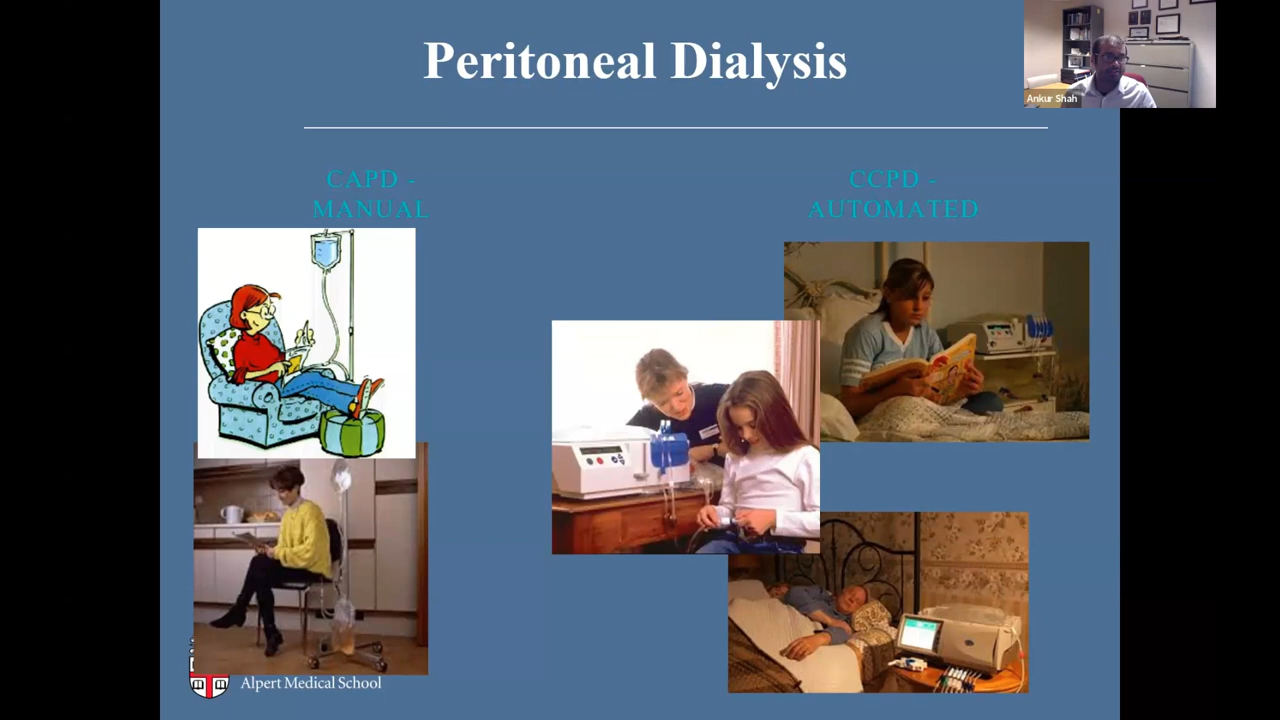 Peritoneal Dialysis
Ankur Shah
CAPD -
MANUAL
CCPD -
AUTOMATED
Alpert Medical School